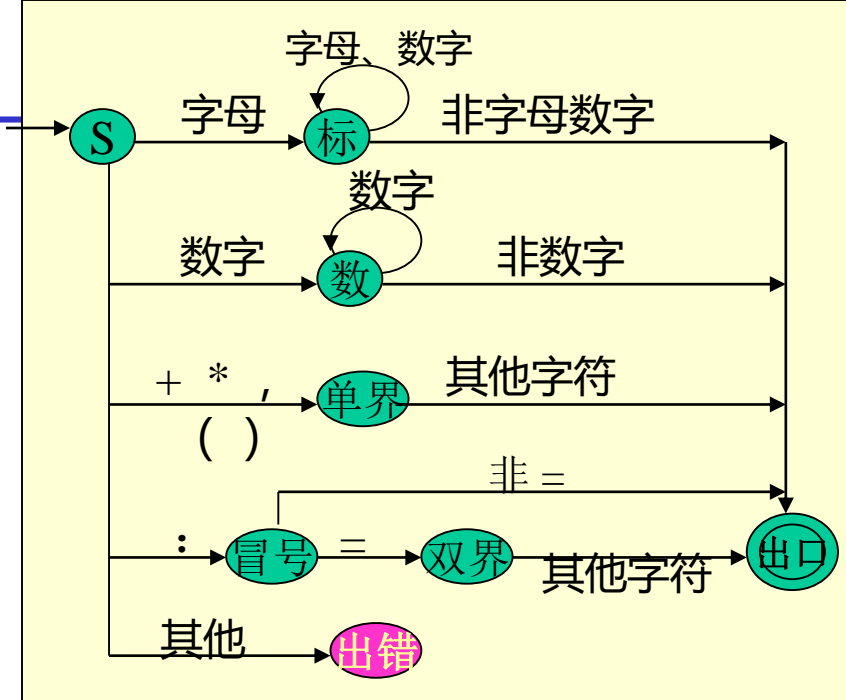 字母、数字
字母
非字母数字
S
标
数字
数字
非数字
数
+ * ,
其他字符
单界
( )
非 =
:
冒号
=
双界
其他字符
出口
其他
出错